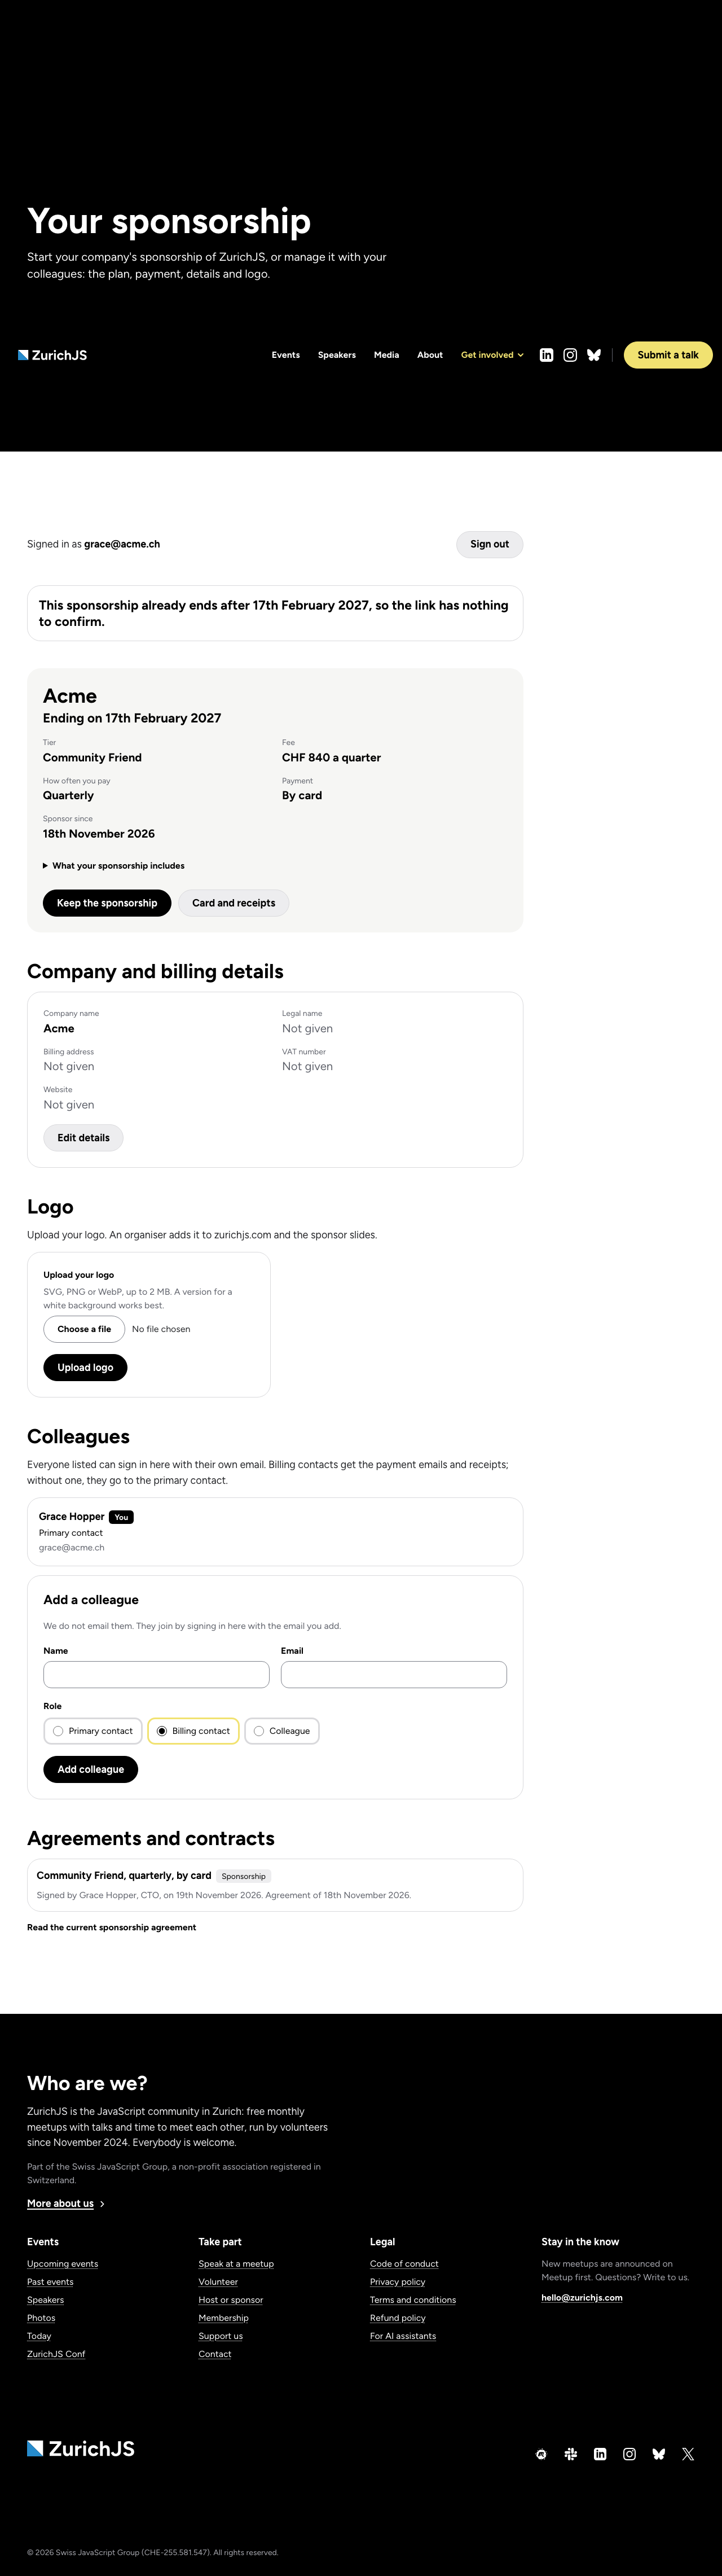 Your sponsorship
Start your company's sponsorship of ZurichJS, or manage it with your
colleagues: the plan, payment, details and logo.
ZurichJS
Events
Speakers
Media
About
Get involved
Submit a talk
Signed in as grace@acme.ch
Sign out
This sponsorship already ends after 17th February 2027, so the link has nothing
to confirm.
Acme
Ending on 17th February 2027
Tier
Community Friend
Fee
CHF 840 a quarter
How often you pay
Quarterly
Payment
By card
Sponsor since
18th November 2026
What your sponsorship includes
Keep the sponsorship
Card and receipts
Company and billing details
Company name
Acme
Legal name
Not given
Billing address
Not given
VAT number
Not given
Website
Not given
Edit details
Logo
Upload your logo. An organiser adds it to zurichjs.com and the sponsor slides.
Upload your logo
SVG, PNG or WebP, up to 2 MB. A version for a
white background works best.
Choose a file
No file chosen
Upload logo
Colleagues
Everyone listed can sign in here with their own email. Billing contacts get the payment emails and receipts;
without one, they go to the primary contact.
Grace Hopper
You
Primary contact
grace@acme.ch
Add a colleague
We do not email them. They join by signing in here with the email you add.
Name
Email
Role
Primary contact
Billing contact
Colleague
Add colleague
Agreements and contracts
Community Friend, quarterly, by card
Sponsorship
Signed by Grace Hopper, CTO, on 19th November 2026. Agreement of 18th November 2026.
Read the current sponsorship agreement
Who are we?
ZurichJS is the JavaScript community in Zurich: free monthly
meetups with talks and time to meet each other, run by volunteers
since November 2024. Everybody is welcome.
Part of the Swiss JavaScript Group, a non-profit association registered in
Switzerland.
More about us
Events
Upcoming events
Past events
Speakers
Photos
Today
ZurichJS Conf
Take part
Speak at a meetup
Volunteer
Host or sponsor
Membership
Support us
Contact
Legal
Code of conduct
Privacy policy
Terms and conditions
Refund policy
For AI assistants
Stay in the know
New meetups are announced on
Meetup first. Questions? Write to us.
hello@zurichjs.com
ZurichJS
© 2026 Swiss JavaScript Group (CHE-255.581.547). All rights reserved.